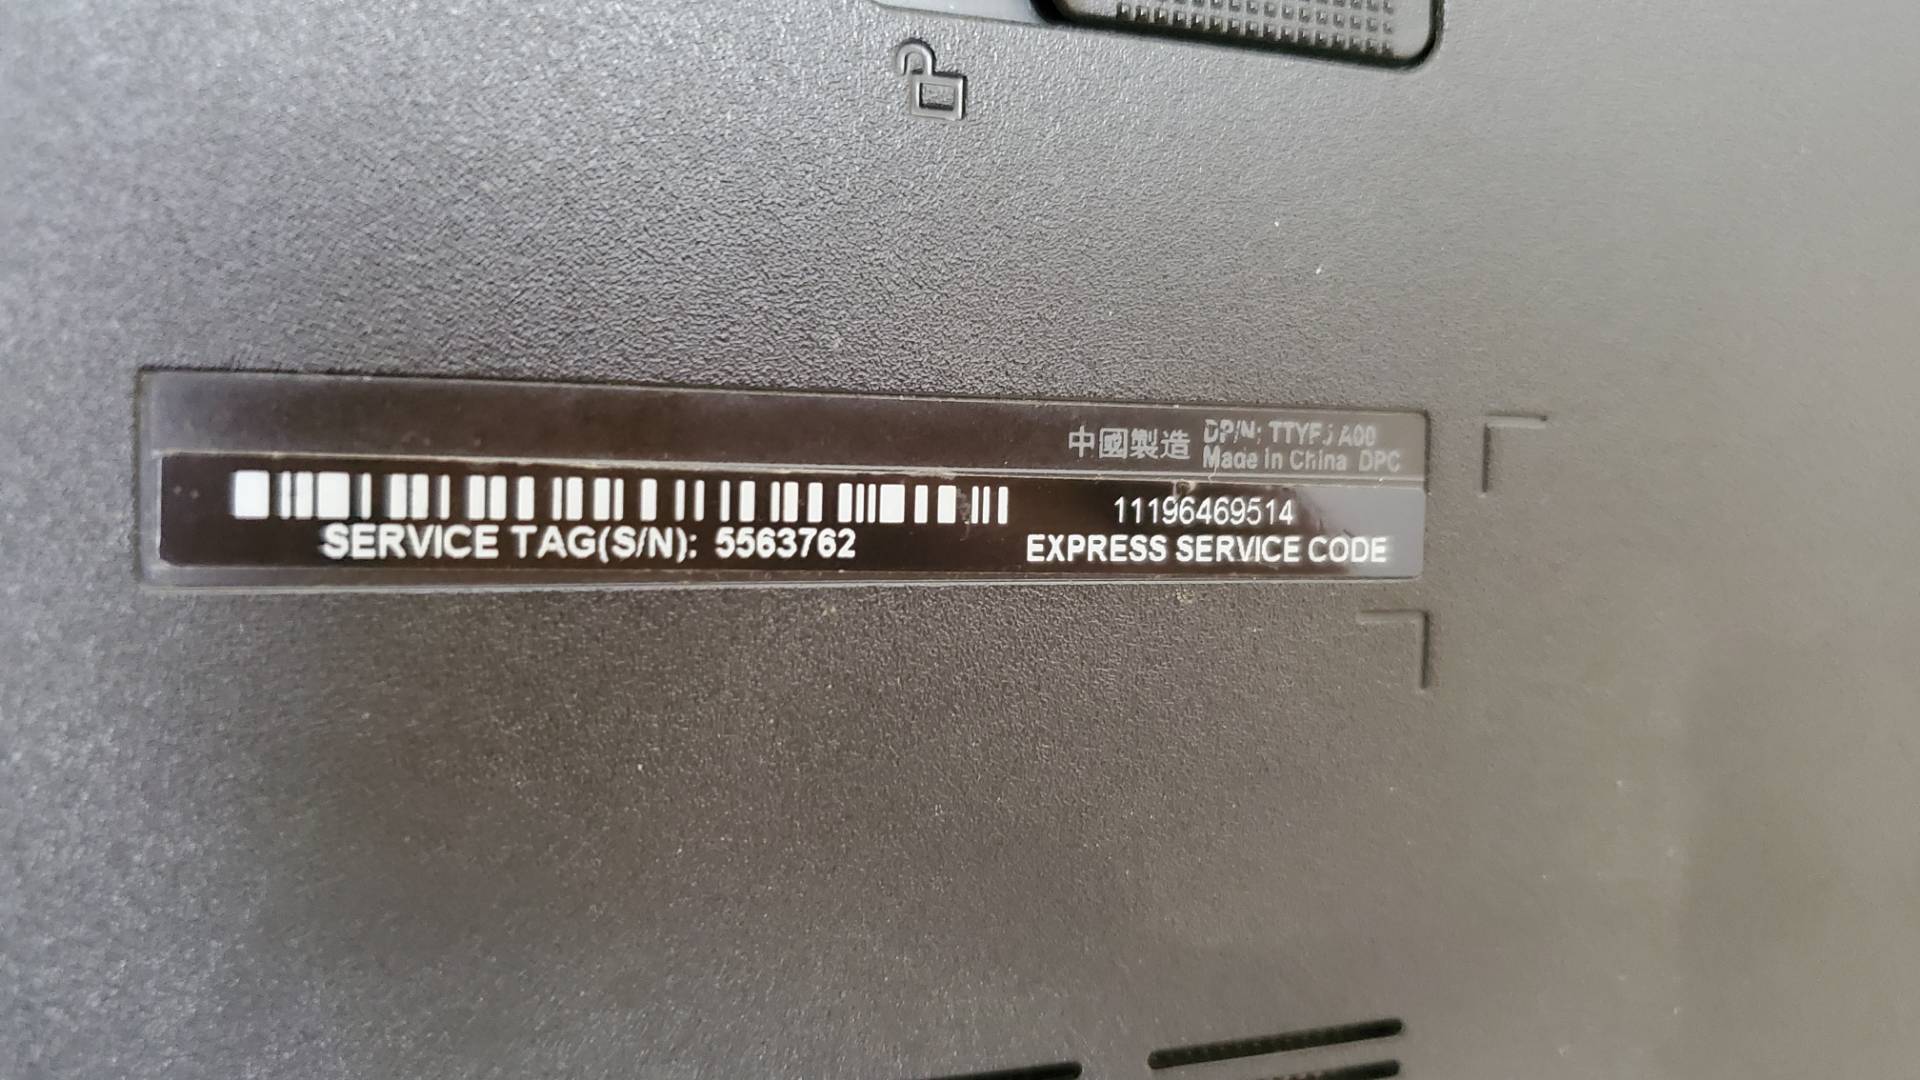 中國製造 DP/N: TTYFJ A00
Made in China DPC
11196469514
SERVICE TAG(S/N): 5563762
EXPRESS SERVICE CODE